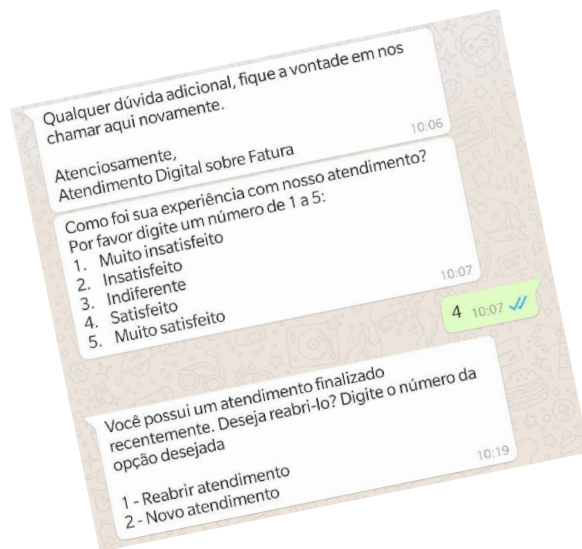 Qualquer dúvida adicional, fique a vontade em nos
chamar aqui novamente.
Atenciosamente,
Atendimento Digital sobre Fatura
10:06
Como foi sua experiência com nosso atendimento?
Por favor digite um número de 1 a 5:
1. Muito insatisfeito
2. Insatisfeito
3. Indiferente
4. Satisfeito
5. Muito satisfeito
10:07
4 10:07
Você possui um atendimento finalizado
recentemente. Deseja reabri-lo? Digite o número da
opção desejada
1 - Reabrir atendimento
2 - Novo atendimento
10:19